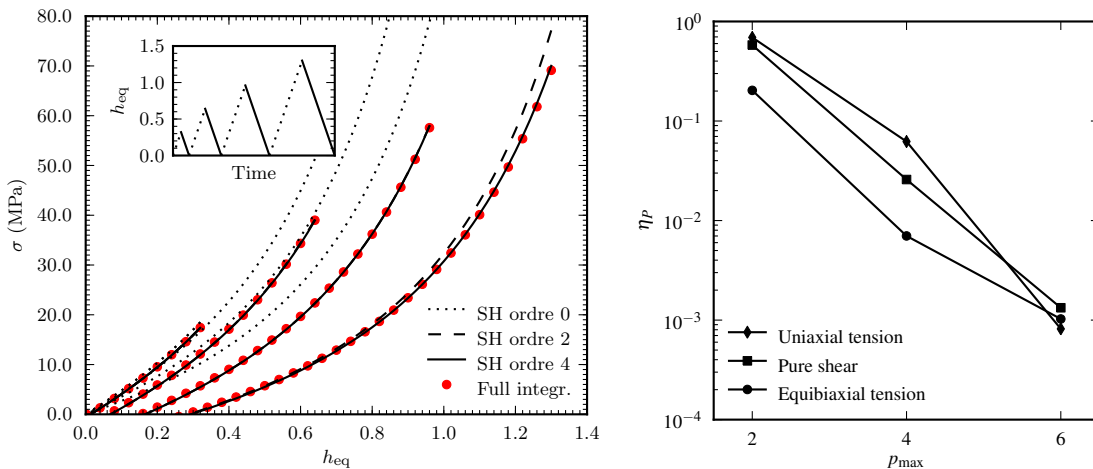 80.0
70.0
60.0
50.0
40.0
30.0
20.0
10.0
0.0
σ (MPa)
0.0 0.2 0.4 0.6 0.8 1.0 1.2 1.4
h_eq
1.5
1.0
0.5
0.0
h_eq
Time
SH ordre 0
SH ordre 2
SH ordre 4
Full integr.
10^0
10^−1
10^−2
10^−3
10^−4
η_P
Uniaxial tension
Pure shear
Equibiaxial tension
2 4 6
p_max